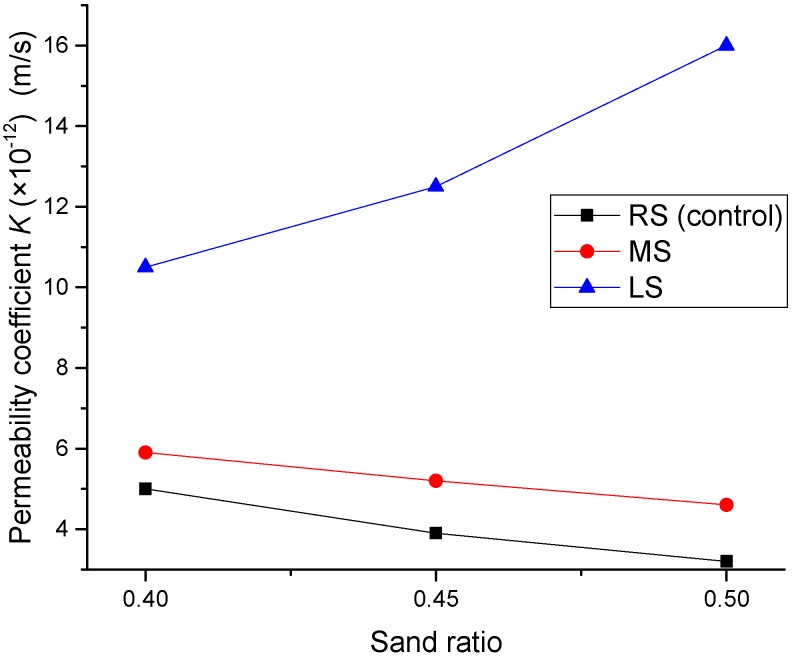 Permeability coefficient K (×10⁻¹²) (m/s)
16
14
12
10
8
6
4
RS (control)
MS
LS
0.40
0.45
0.50
Sand ratio